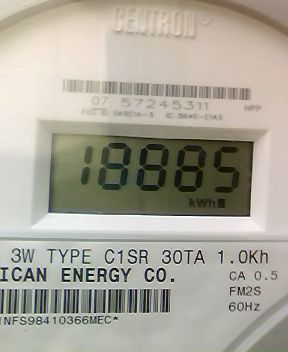 CENTRON
07 57245311
HPP
18885
kWh
3W TYPE C1SR 30TA 1.0Kh
ICAN ENERGY CO.
CA 0.5
FM2S
60Hz
INFS98410366MEC*